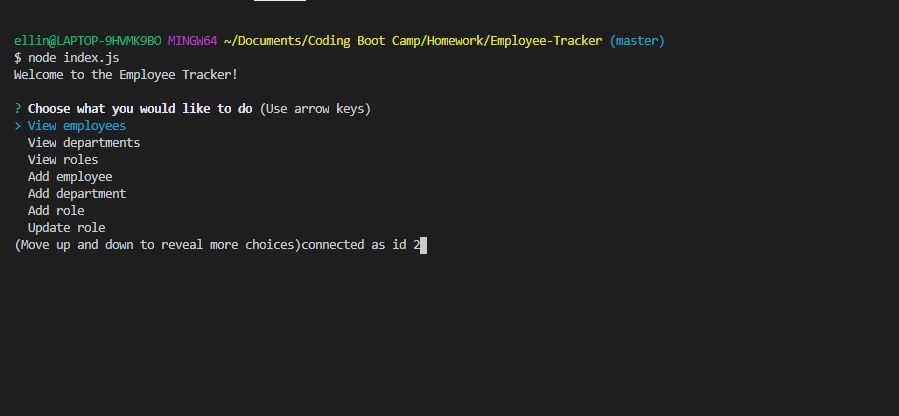 ellin@LAPTOP-9HVMK9BO MINGW64 ~/Documents/Coding Boot Camp/Homework/Employee-Tracker (master)
$ node index.js
Welcome to the Employee Tracker!
? Choose what you would like to do (Use arrow keys)
> View employees
View departments
View roles
Add employee
Add department
Add role
Update role
(Move up and down to reveal more choices)connected as id 2